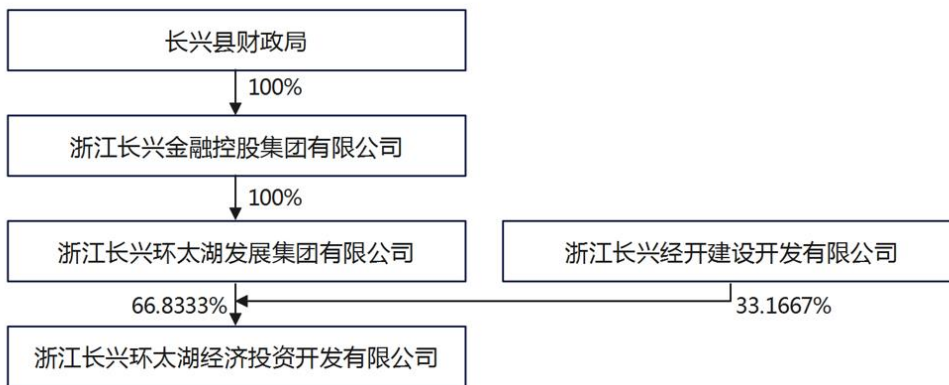 长兴县财政局
100%
浙江长兴金融控股集团有限公司
100%
浙江长兴环太湖发展集团有限公司
浙江长兴经开建设开发有限公司
66.8333%
33.1667%
浙江长兴环太湖经济投资开发有限公司